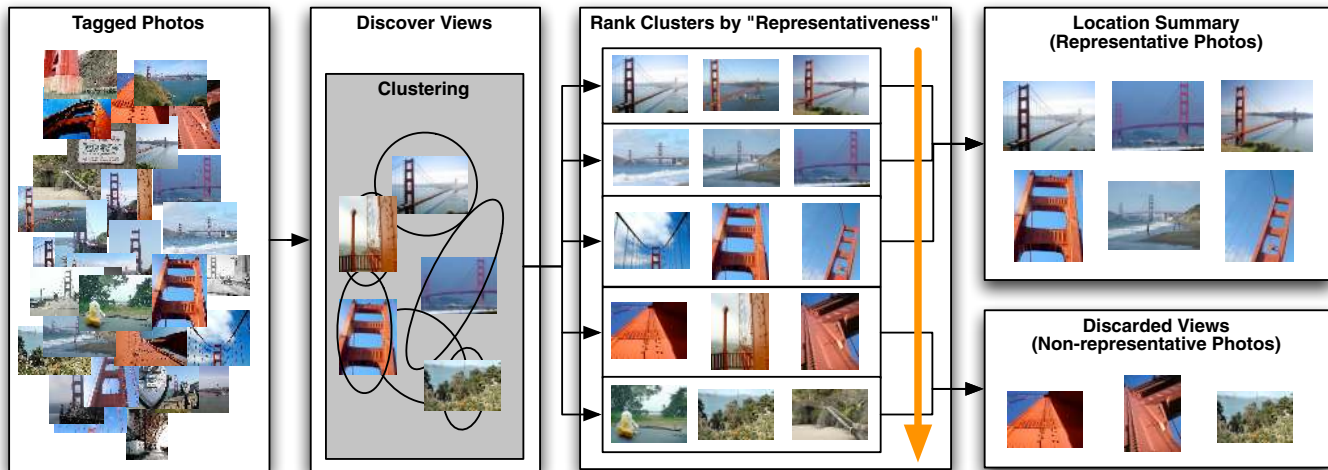 Tagged Photos
Discover Views
Clustering
Rank Clusters by "Representativeness"
Location Summary
(Representative Photos)
Discarded Views
(Non-representative Photos)